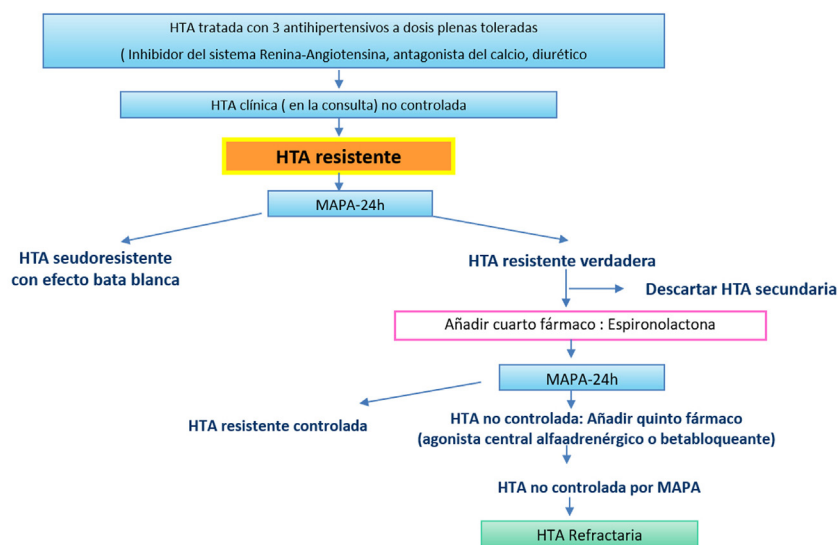 HTA tratada con 3 antihipertensivos a dosis plenas toleradas
( Inhibidor del sistema Renina-Angiotensina, antagonista del calcio, diurético
HTA clínica ( en la consulta) no controlada
HTA resistente
MAPA-24h
HTA seudoresistente
con efecto bata blanca
HTA resistente verdadera
Descartar HTA secundaria
Añadir cuarto fármaco : Espironolactona
MAPA-24h
HTA resistente controlada
HTA no controlada: Añadir quinto fármaco
(agonista central alfaadrenérgico o betabloqueante)
HTA no controlada por MAPA
HTA Refractaria